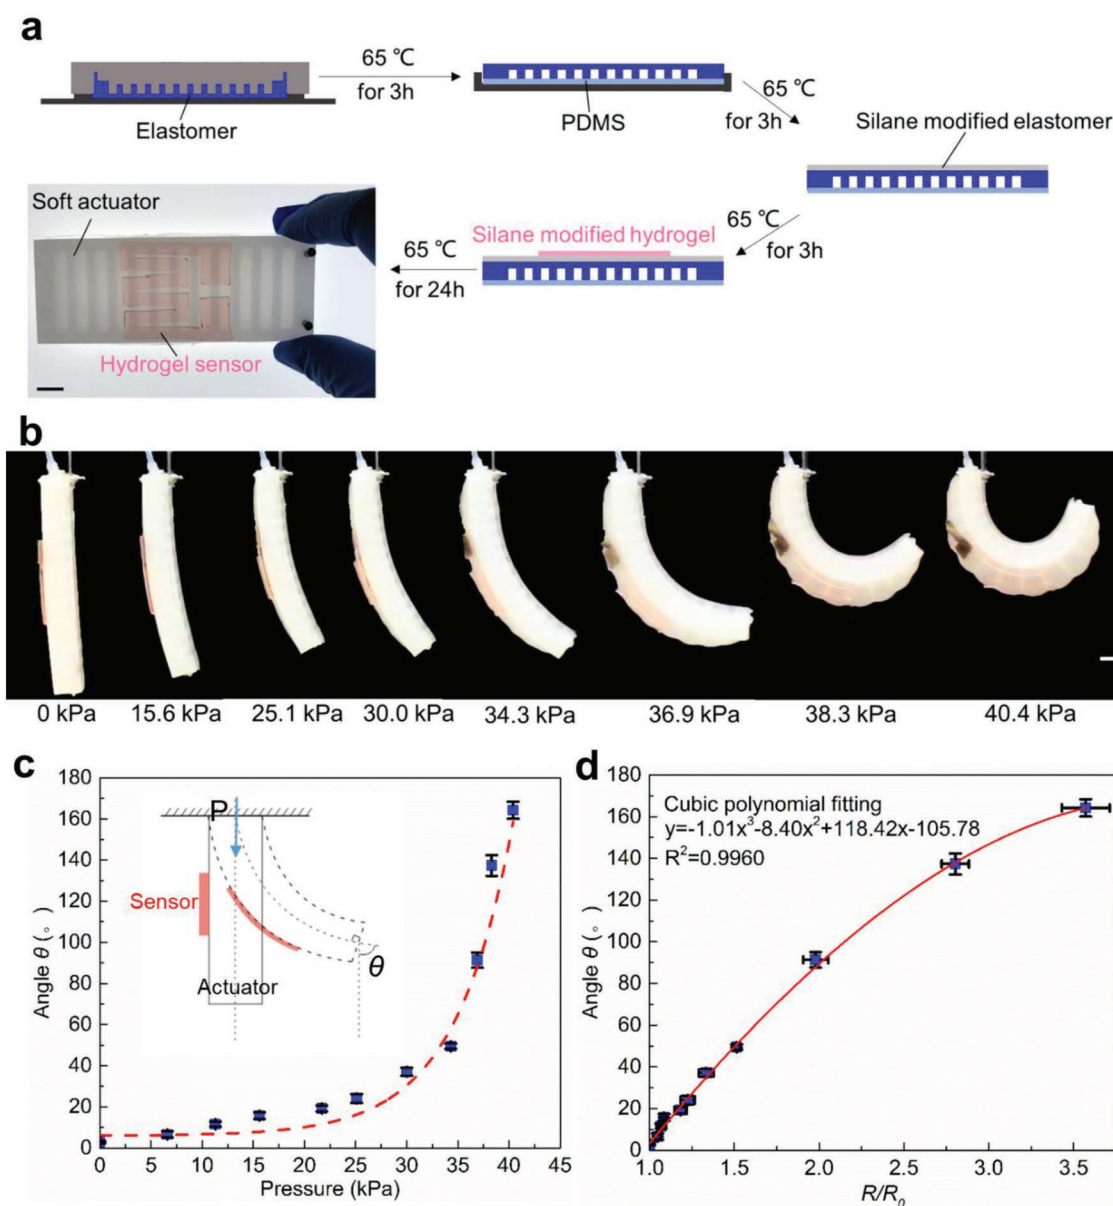 a
65 ℃
for 3h
Elastomer
PDMS
65 ℃
for 3h
Silane modified elastomer
65 ℃
for 3h
Silane modified hydrogel
65 ℃
for 24h
Soft actuator
Hydrogel sensor
b
0 kPa 15.6 kPa 25.1 kPa 30.0 kPa 34.3 kPa 36.9 kPa 38.3 kPa 40.4 kPa
c
Angle θ (。)
180
160
140
120
100
80
60
40
20
0
P
Sensor
Actuator
θ
0 5 10 15 20 25 30 35 40 45
Pressure (kPa)
d
Angle θ (。)
180
160
140
120
100
80
60
40
20
0
Cubic polynomial fitting
y=-1.01x³-8.40x²+118.42x-105.78
R²=0.9960
1.0 1.5 2.0 2.5 3.0 3.5
R/R₀